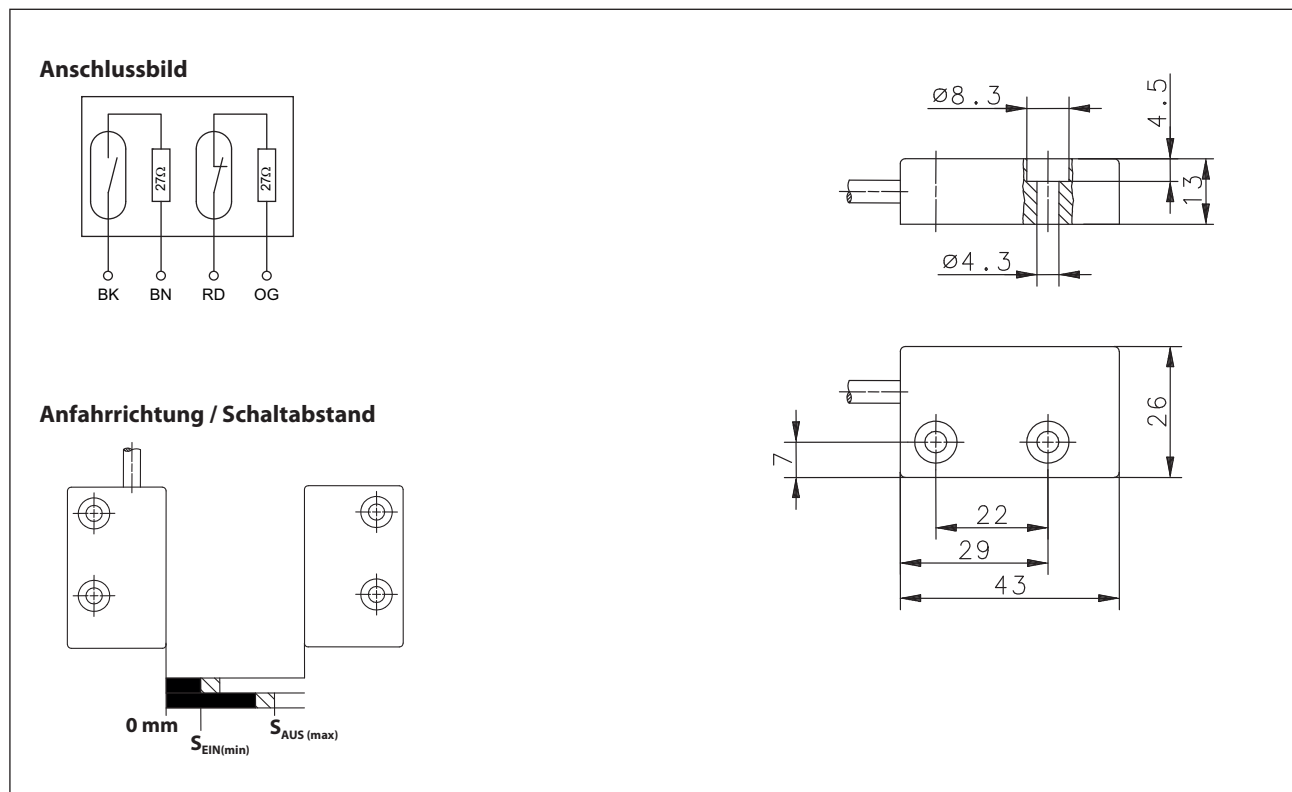 Anschlussbild
27Ω
27Ω
BK BN RD OG
Anfahrrichtung / Schaltabstand
0 mm
SEIN(min)
SAUS (max)
ø8.3
4.5
13
ø4.3
7
26
22
29
43